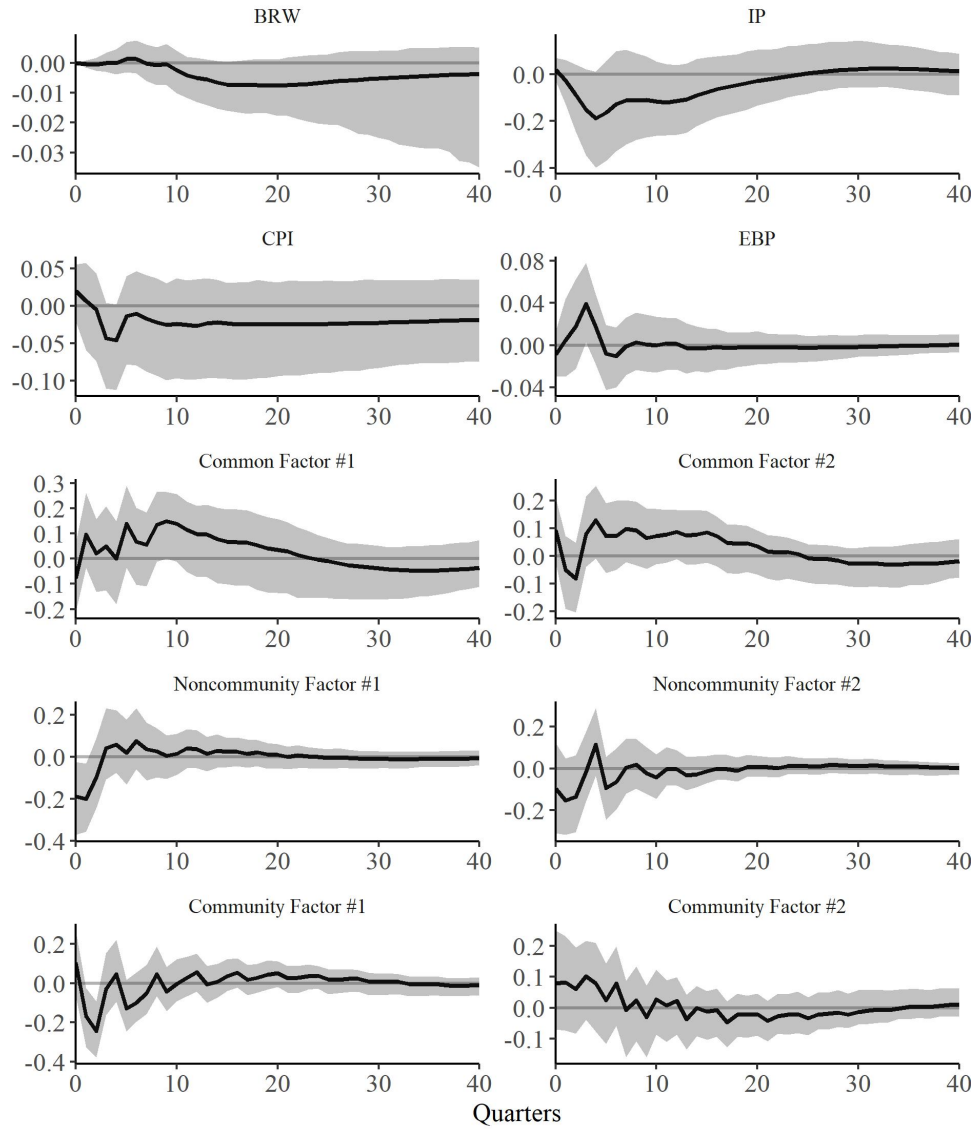 BRW IP
0.00 0.0
-0.01 -0.2
-0.02
-0.03 -0.4
0 10 20 30 40 0 10 20 30 40
CPI EBP
0.05 0.08
0.00 0.04
-0.05 0.00
-0.10 -0.04
0 10 20 30 40 0 10 20 30 40
Common Factor #1 Common Factor #2
0.3 0.2
0.2 0.1
0.1 0.0
0.0 -0.1
-0.1 -0.2
-0.2
0 10 20 30 40 0 10 20 30 40
Noncommunity Factor #1 Noncommunity Factor #2
0.2 0.2
0.0 0.0
-0.2 -0.2
-0.4
0 10 20 30 40 0 10 20 30 40
Community Factor #1 Community Factor #2
0.2 0.2
0.0 0.1
-0.2 0.0
-0.4 -0.1
0 10 20 30 40 0 10 20 30 40
Quarters